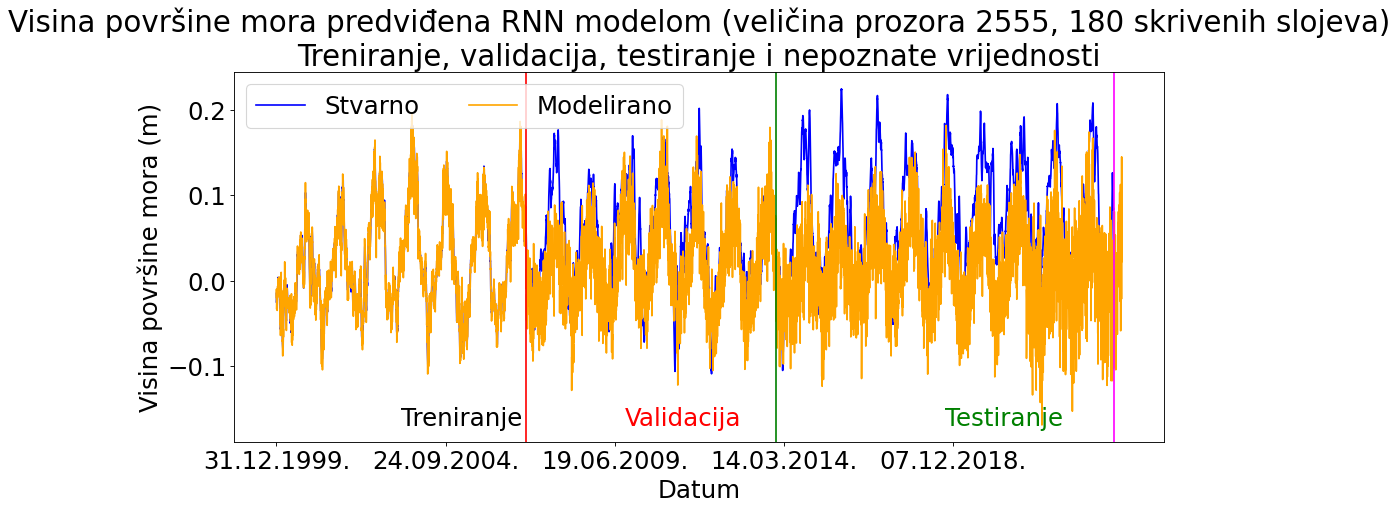 Visina površine mora predviđena RNN modelom (veličina prozora 2555, 180 skrivenih slojeva)
Treniranje, validacija, testiranje i nepoznate vrijednosti
Stvarno Modelirano
Visina površine mora (m)
0.2
0.1
0.0
−0.1
Treniranje Validacija Testiranje
31.12.1999. 24.09.2004. 19.06.2009. 14.03.2014. 07.12.2018.
Datum